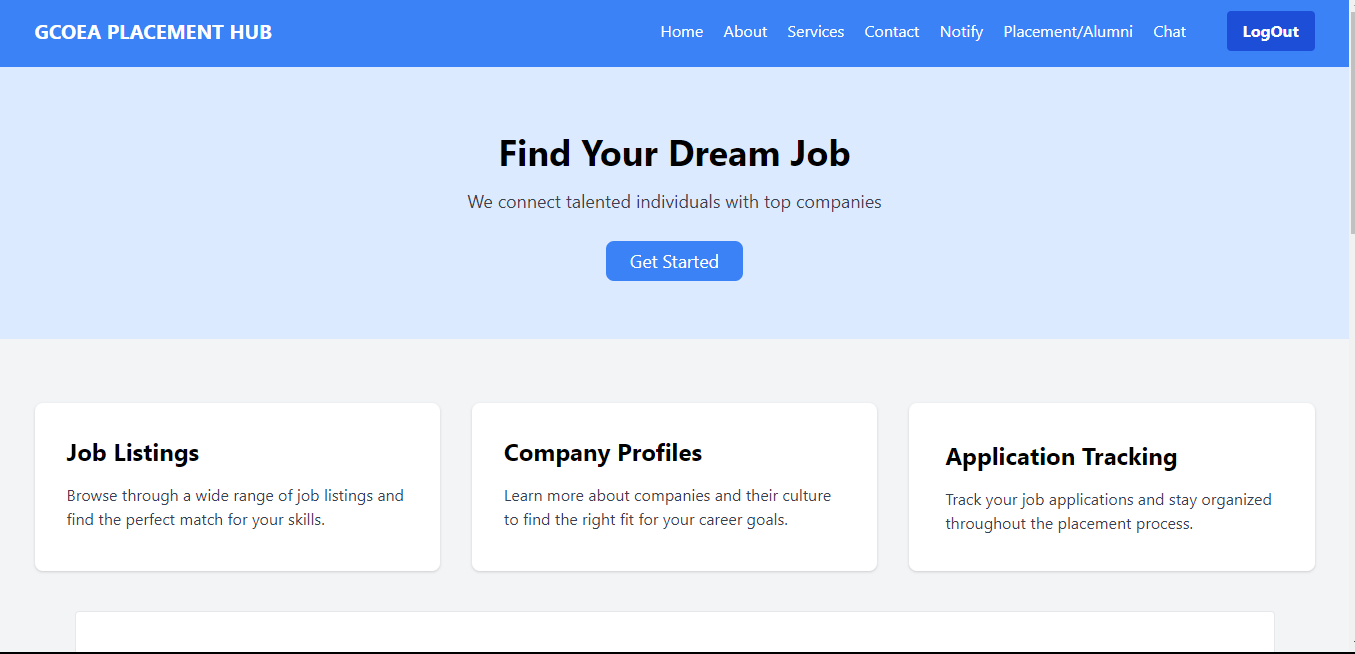 GCOEA PLACEMENT HUB
Home About Services Contact Notify Placement/Alumni Chat LogOut
Find Your Dream Job
We connect talented individuals with top companies
Get Started
Job Listings
Browse through a wide range of job listings and
find the perfect match for your skills.
Company Profiles
Learn more about companies and their culture
to find the right fit for your career goals.
Application Tracking
Track your job applications and stay organized
throughout the placement process.